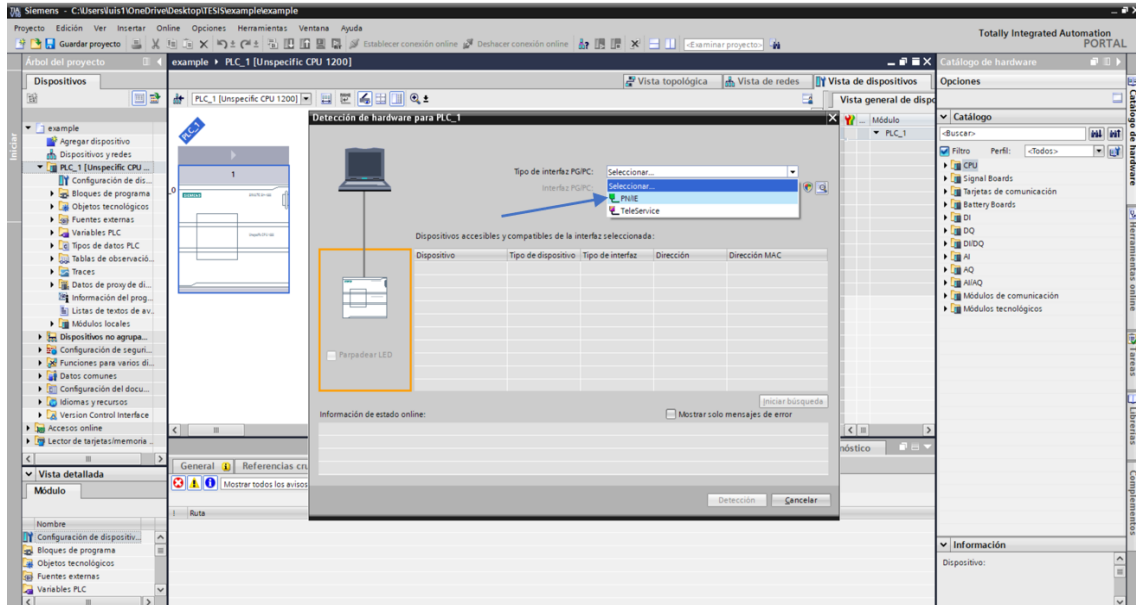 Siemens - C:\Users\luis1\OneDrive\Desktop\TESIS\example\example
Proyecto Edición Ver Insertar Online Opciones Herramientas Ventana Ayuda
Totally Integrated Automation
PORTAL
Guardar proyecto
Establecer conexión online
Deshacer conexión online
<Examinar proyecto>
Árbol del proyecto
example
PLC_1 [Unspecific CPU 1200]
Catálogo de hardware
Dispositivos
Vista topológica
Vista de redes
Vista de dispositivos
Opciones
PLC_1 [Unspecific CPU 1200]
Vista general de dispo
Iniciar
example
Agregar dispositivo
Dispositivos y redes
PLC_1 [Unspecific CPU ...
Configuración de dis...
Bloques de programa
Objetos tecnológicos
Fuentes externas
Variables PLC
Tipos de datos PLC
Tablas de observació...
Traces
Datos de proxy de di...
Información del prog...
Listas de textos de av..
Módulos locales
Dispositivos no agrupa...
Configuración de seguri...
Funciones para varios di...
Datos comunes
Configuración del docu...
Idiomas y recursos
Version Control Interface
Accesos online
Lector de tarjetas/memoria ..
PLC_1
1
Detección de hardware para PLC_1
Tipo de interfaz PG/PC:
Seleccionar...
Interfaz PG/PC:
Seleccionar...
PN/IE
TeleService
Dispositivos accesibles y compatibles de la interfaz seleccionada:
Dispositivo Tipo de dispositivo Tipo de interfaz Dirección Dirección MAC
Parpadear LED
Iniciar búsqueda
Información de estado online:
Mostrar solo mensajes de error
Detección
Cancelar
... Módulo
PLC_1
nóstico
General
Referencias cru
Mostrar todos los avisos
! Ruta
Vista detallada
Módulo
Nombre
Configuración de dispositiv...
Bloques de programa
Objetos tecnológicos
Fuentes externas
Variables PLC
Catálogo
<Buscar>
Filtro
Perfil:
<Todos>
CPU
Signal Boards
Tarjetas de comunicación
Battery Boards
DI
DQ
DI/DQ
AI
AQ
AI/AQ
Módulos de comunicación
Módulos tecnológicos
Información
Dispositivo:
Catálogo de hardware
Herramientas online
Tareas
Librerías
Complementos